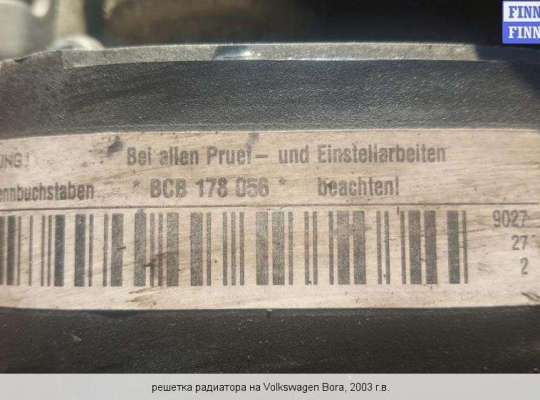 FINN
FINN
UNG!
Bei allen Pruef- und Einstellarbeiten
ennbuchstaben * BCB 178 056 * beachten!
9027
27
2
решетка радиатора на Volkswagen Bora, 2003 г.в.